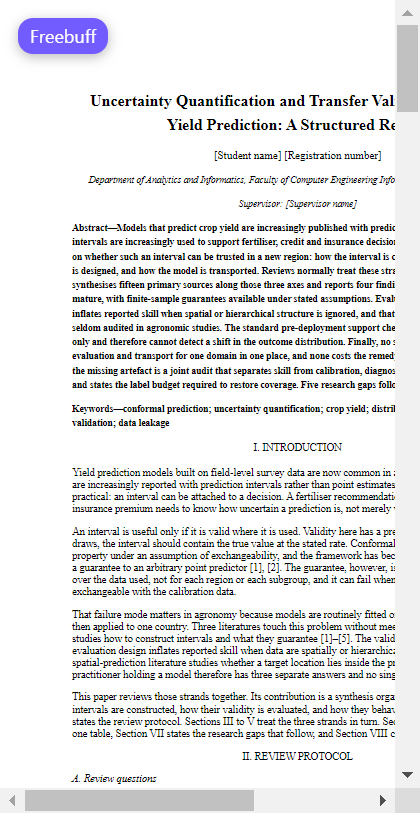 Freebuff
Uncertainty Quantification and Transfer Val
Yield Prediction: A Structured Re
[Student name] [Registration number]
Department of Analytics and Informatics, Faculty of Computer Engineering Info
Supervisor: [Supervisor name]
Abstract—Models that predict crop yield are increasingly published with predic
intervals are increasingly used to support fertiliser, credit and insurance decision
on whether such an interval can be trusted in a new region: how the interval is c
is designed, and how the model is transported. Reviews normally treat these stra
synthesises fifteen primary sources along those three axes and reports four findi
mature, with finite-sample guarantees available under stated assumptions. Eval
inflates reported skill when spatial or hierarchical structure is ignored, and that
seldom audited in agronomic studies. The standard pre-deployment support che
only and therefore cannot detect a shift in the outcome distribution. Finally, no s
evaluation and transport for one domain in one place, and none costs the remed
the missing artefact is a joint audit that separates skill from calibration, diagnos
and states the label budget required to restore coverage. Five research gaps follo
Keywords—conformal prediction; uncertainty quantification; crop yield; distril
validation; data leakage
I. INTRODUCTION
Yield prediction models built on field-level survey data are now common in a
are increasingly reported with prediction intervals rather than point estimates
practical: an interval can be attached to a decision. A fertiliser recommendatio
insurance premium needs to know how uncertain a prediction is, not merely w
An interval is useful only if it is valid where it is used. Validity here has a pre
draws, the interval should contain the true value at the stated rate. Conformal
property under an assumption of exchangeability, and the framework has bec
a guarantee to an arbitrary point predictor [1], [2]. The guarantee, however, is
over the data used, not for each region or each subgroup, and it can fail when
exchangeable with the calibration data.
That failure mode matters in agronomy because models are routinely fitted o
then applied to one country. Three literatures touch this problem without mee
studies how to construct intervals and what they guarantee [1]–[5]. The valid
evaluation design inflates reported skill when data are spatially or hierarchica
spatial-prediction literature studies whether a target location lies inside the pr
practitioner holding a model therefore has three separate answers and no sing
This paper reviews those strands together. Its contribution is a synthesis orga
intervals are constructed, how their validity is evaluated, and how they behav
states the review protocol. Sections III to V treat the three strands in turn. Sec
one table, Section VII states the research gaps that follow, and Section VIII c
II. REVIEW PROTOCOL
A. Review questions